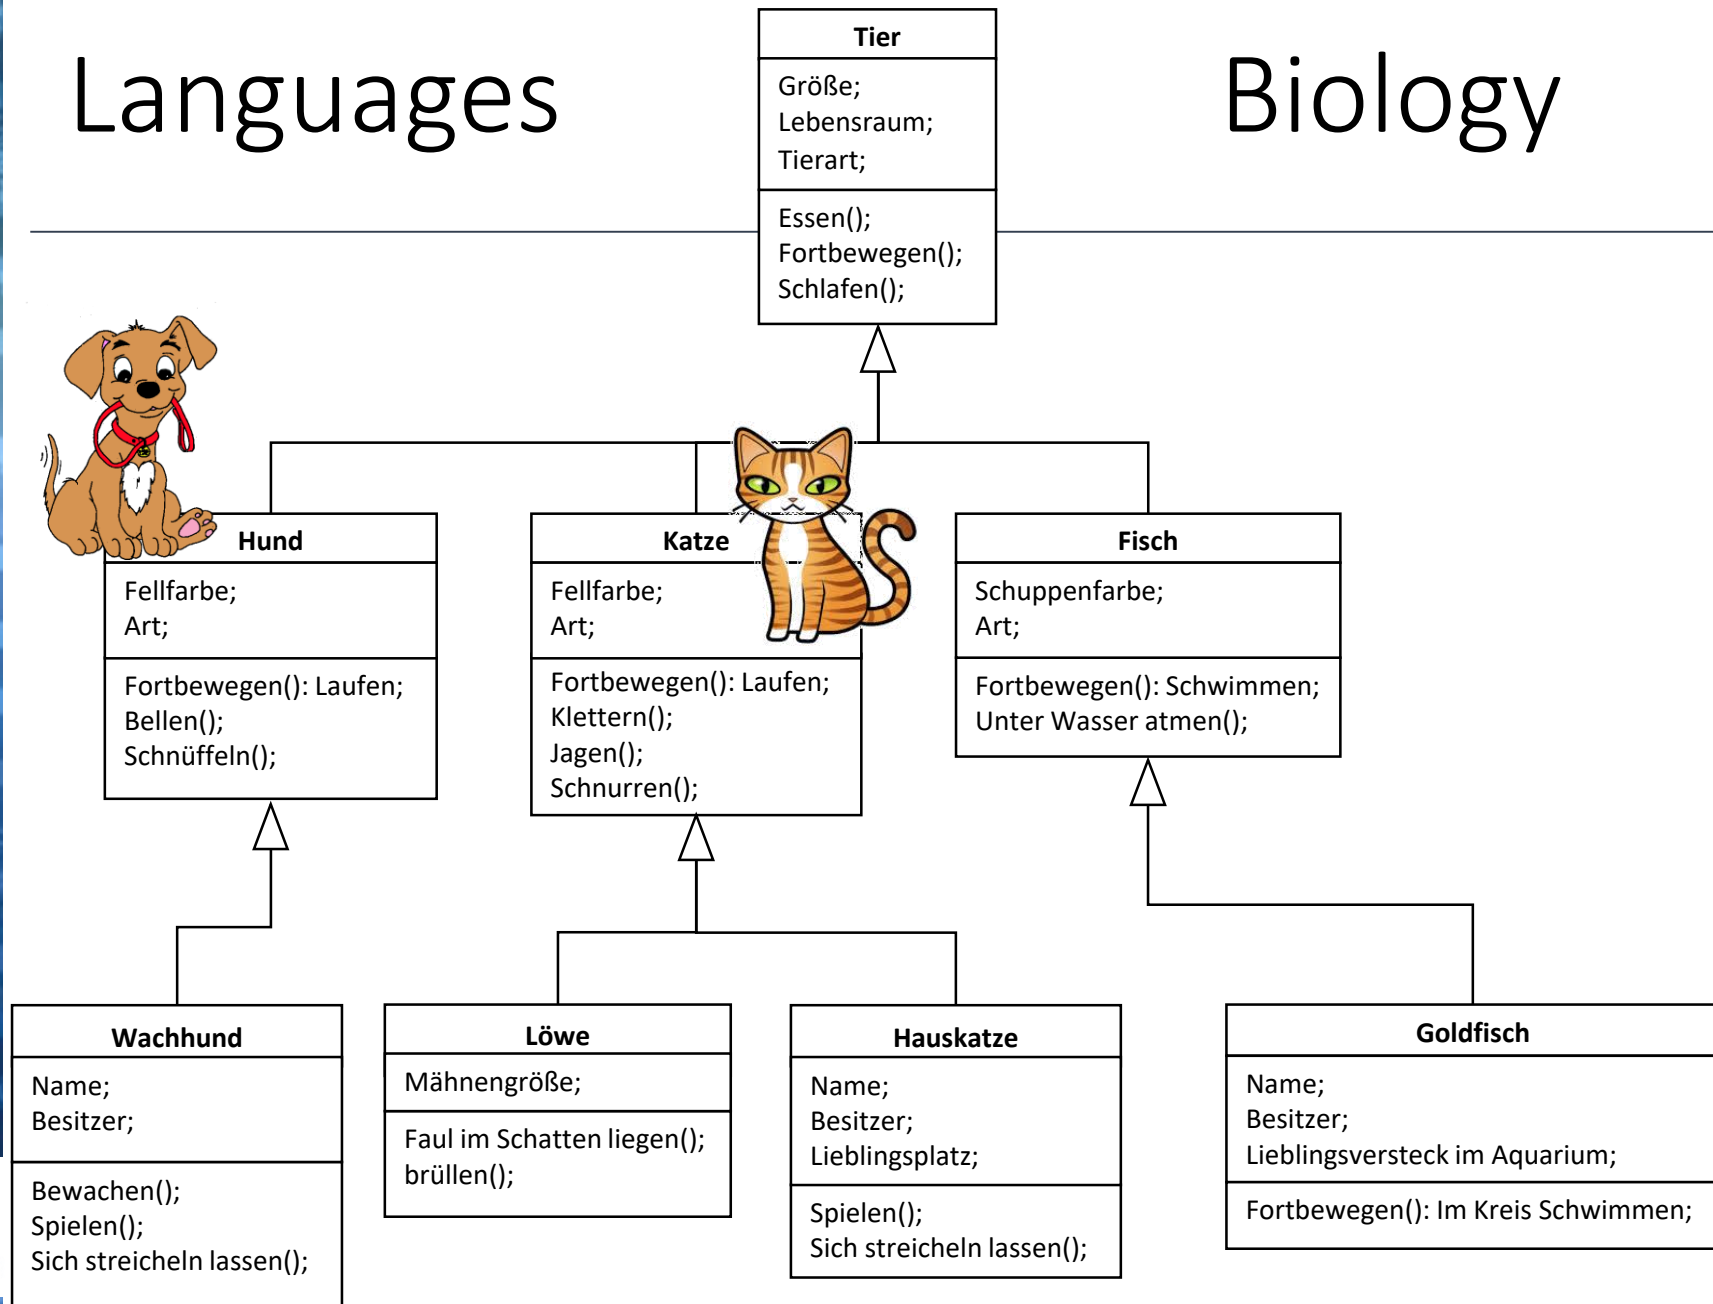 Languages
Biology
Tier
Größe;
Lebensraum;
Tierart;
Essen();
Fortbewegen();
Schlafen();
Hund
Fellfarbe;
Art;
Fortbewegen(): Laufen;
Bellen();
Schnüffeln();
Katze
Fellfarbe;
Art;
Fortbewegen(): Laufen;
Klettern();
Jagen();
Schnurren();
Fisch
Schuppenfarbe;
Art;
Fortbewegen(): Schwimmen;
Unter Wasser atmen();
Wachhund
Name;
Besitzer;
Bewachen();
Spielen();
Sich streicheln lassen();
Löwe
Mähnengröße;
Faul im Schatten liegen();
brüllen();
Hauskatze
Name;
Besitzer;
Lieblingsplatz;
Spielen();
Sich streicheln lassen();
Goldfisch
Name;
Besitzer;
Lieblingsversteck im Aquarium;
Fortbewegen(): Im Kreis Schwimmen;